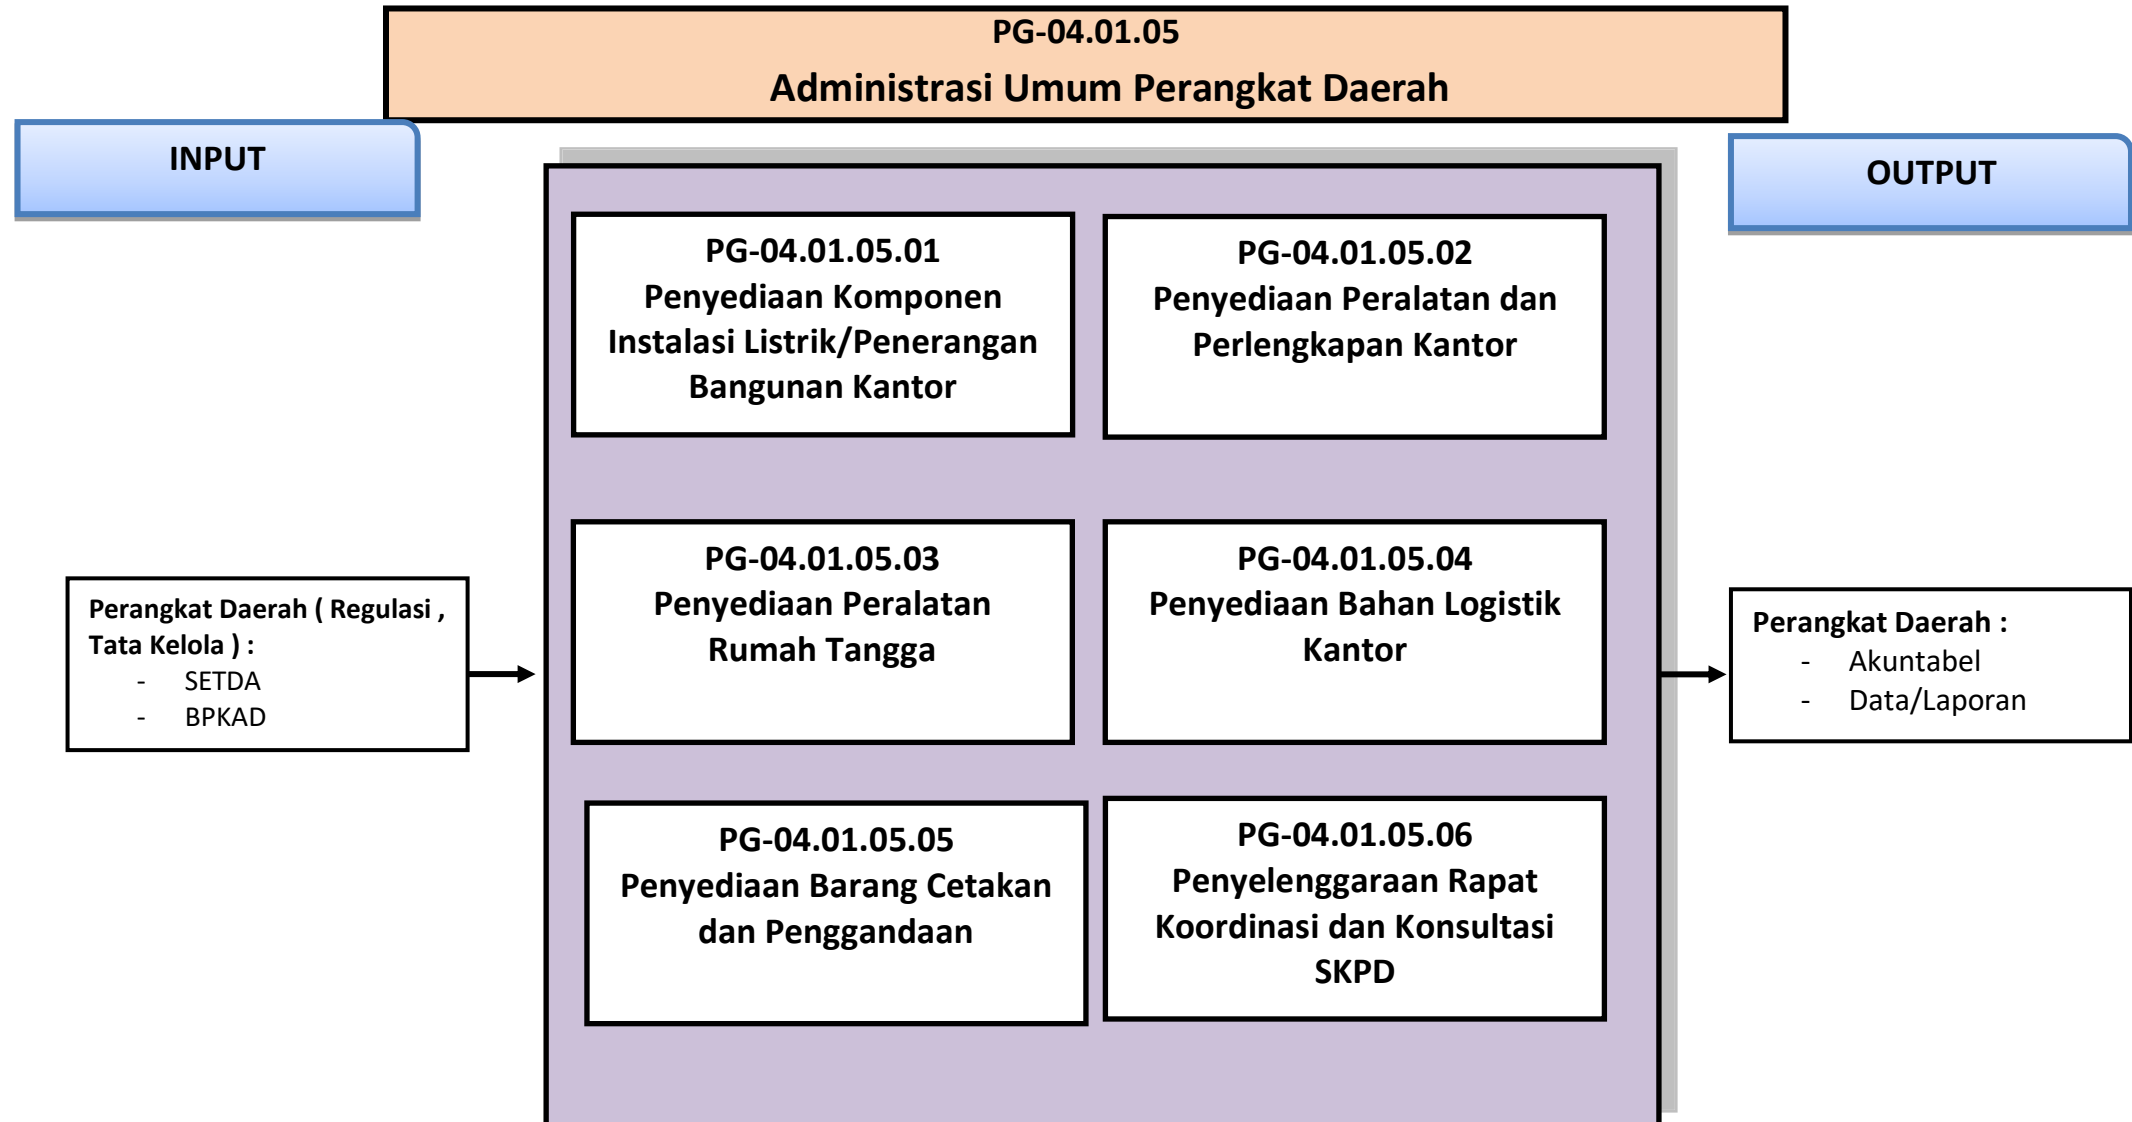 PG-04.01.05
Administrasi Umum Perangkat Daerah
INPUT
OUTPUT
PG-04.01.05.01
Penyediaan Komponen
Instalasi Listrik/Penerangan
Bangunan Kantor
PG-04.01.05.02
Penyediaan Peralatan dan
Perlengkapan Kantor
Perangkat Daerah ( Regulasi ,
Tata Kelola ) :
- SETDA
- BPKAD
PG-04.01.05.03
Penyediaan Peralatan
Rumah Tangga
PG-04.01.05.04
Penyediaan Bahan Logistik
Kantor
Perangkat Daerah :
- Akuntabel
- Data/Laporan
PG-04.01.05.05
Penyediaan Barang Cetakan
dan Penggandaan
PG-04.01.05.06
Penyelenggaraan Rapat
Koordinasi dan Konsultasi
SKPD